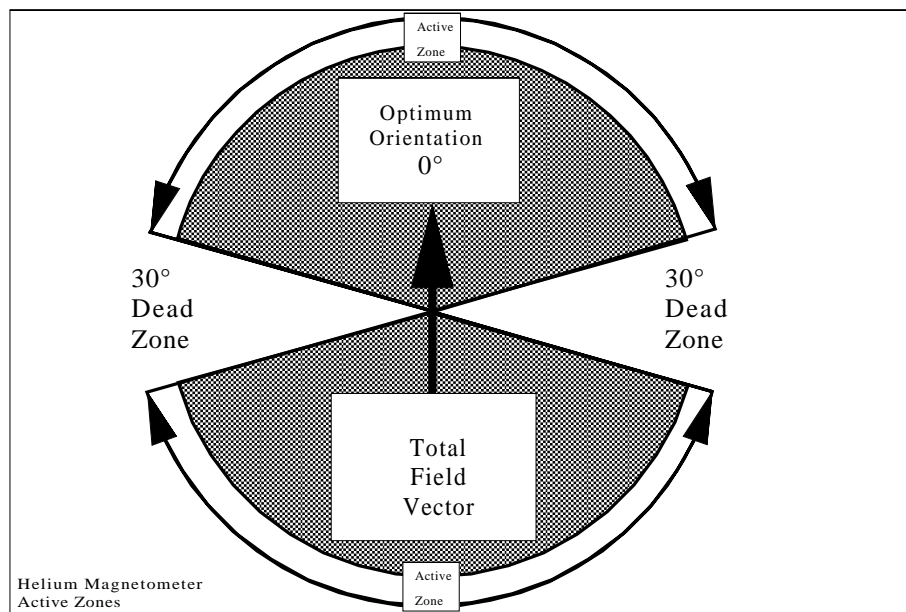 Active
Zone
Optimum
Orientation
0°
30°
Dead
Zone
30°
Dead
Zone
Total
Field
Vector
Active
Zone
Helium Magnetometer
Active Zones